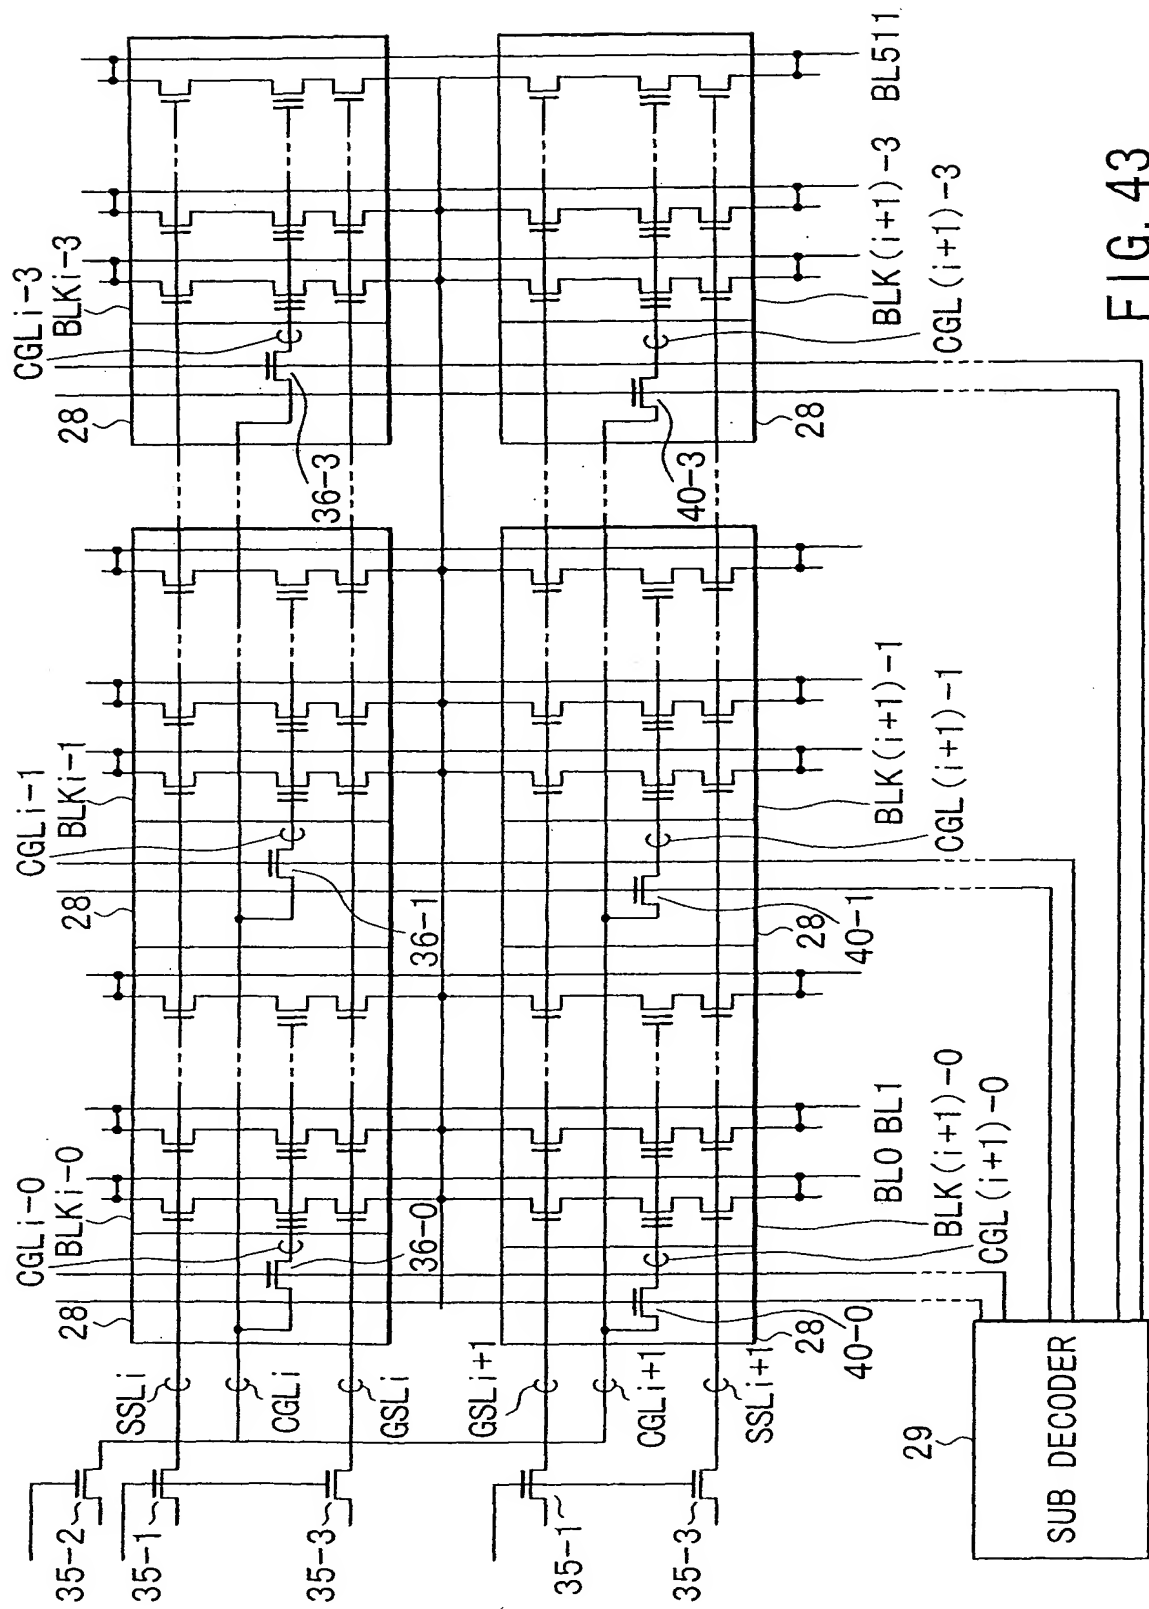 35-2
35-1
35-3
35-1
35-3
SSLi
CGLi
GSLi
GSLi+1
CGLi+1
SSLi+1
28
CGLi-0
BLKi-0
36-0
28
CGLi-1
BLKi-1
36-1
28
CGLi-3
BLKi-3
36-3
28
40-0
BL0 BL1
BLK(i+1)-0
CGL(i+1)-0
28
40-1
BLK(i+1)-1
CGL(i+1)-1
28
40-3
BLK(i+1)-3
CGL(i+1)-3
BL511
29
SUB DECODER
FIG. 43